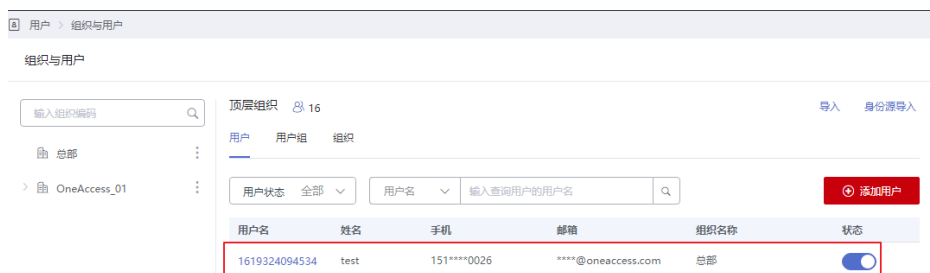 用户 > 组织与用户
组织与用户
输入组织编码
总部
OneAccess_01
顶层组织 16
导入 身份源导入
用户 用户组 组织
用户状态 全部 用户名 输入查询用户的用户名
添加用户
用户名 姓名 手机 邮箱 组织名称 状态
1619324094534 test 151****0026 ****@oneaccess.com 总部